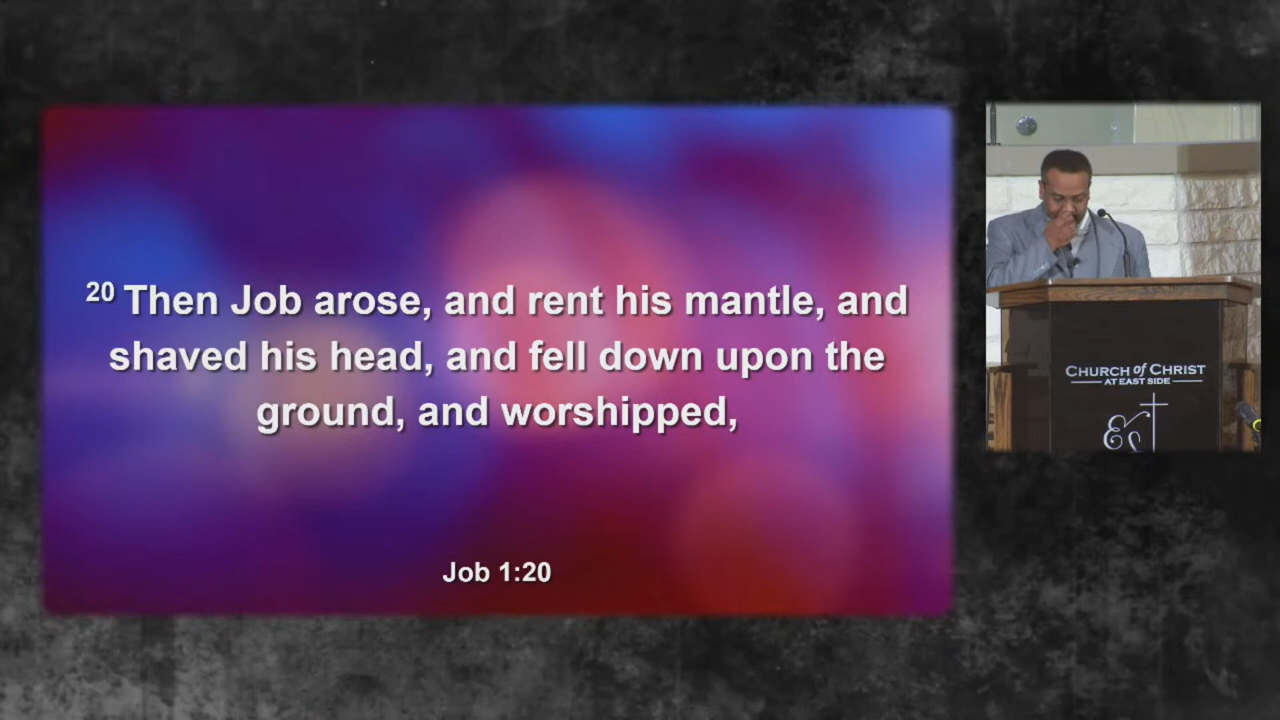 20 Then Job arose, and rent his mantle, and
shaved his head, and fell down upon the
ground, and worshipped,
Job 1:20
CHURCH of CHRIST
AT EAST SIDE